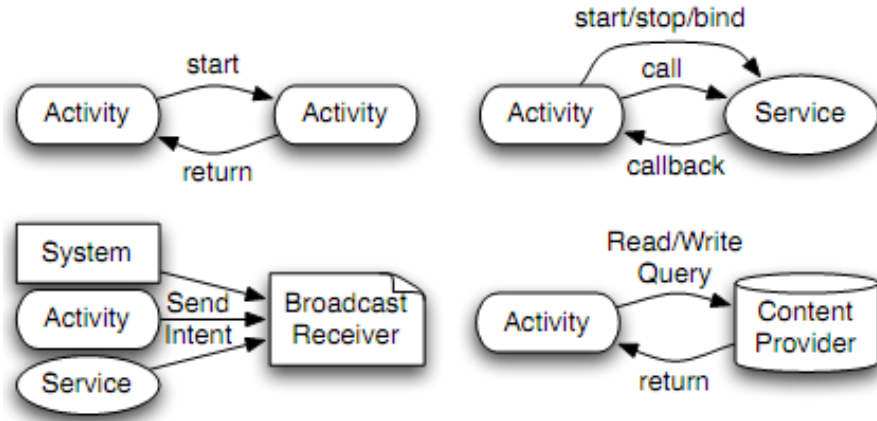 start
Activity
Activity
return
start/stop/bind
call
Activity
Service
callback
System
Activity
Service
Send
Intent
Broadcast
Receiver
Read/Write
Query
Activity
Content
Provider
return